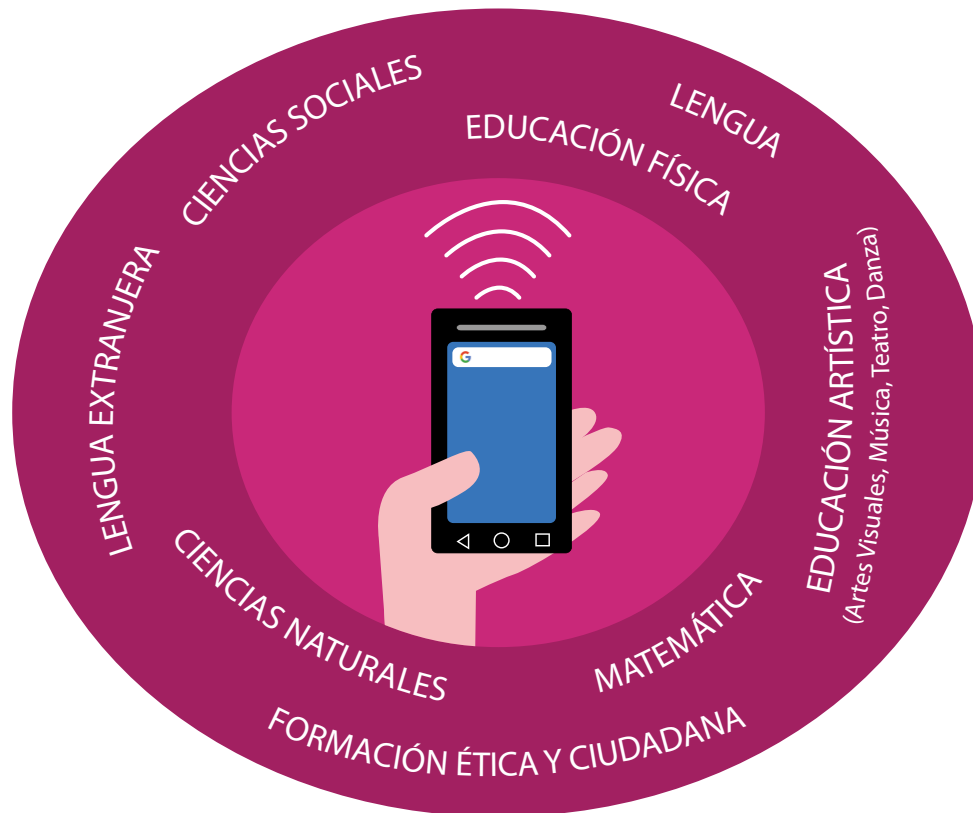 CIENCIAS SOCIALES
LENGUA
EDUCACIÓN FÍSICA
LENGUA EXTRANJERA
EDUCACIÓN ARTÍSTICA
(Artes Visuales, Música, Teatro, Danza)
G
CIENCIAS NATURALES
MATEMÁTICA
FORMACIÓN ÉTICA Y CIUDADANA